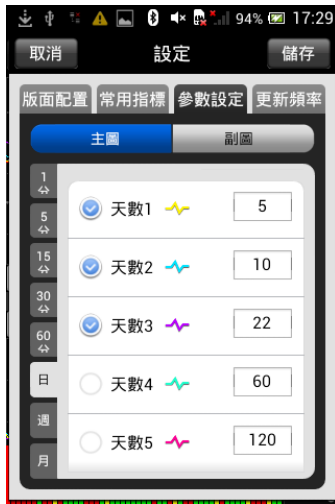 94% 17:29
取消 設定 儲存
版面配置 常用指標 參數設定 更新頻率
主圖 副圖
1分
5分
15分
30分
60分
日
週
月
天數1 5
天數2 10
天數3 22
天數4 60
天數5 120